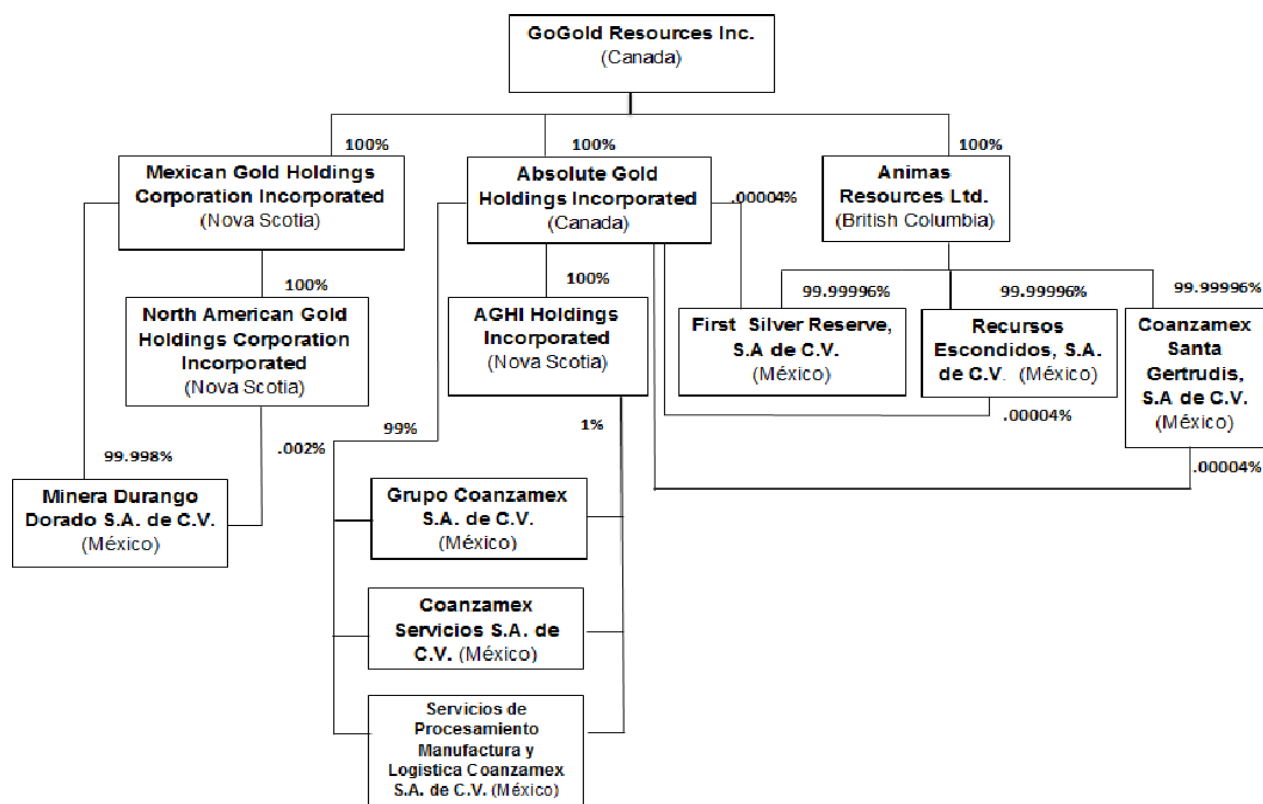 GoGold Resources Inc.
(Canada)
100%
100%
100%
Mexican Gold Holdings
Corporation Incorporated
(Nova Scotia)
Absolute Gold
Holdings Incorporated
(Canada)
.00004%
Animas
Resources Ltd.
(British Columbia)
100%
100%
99.99996%
99.99996%
99.99996%
North American Gold
Holdings Corporation
Incorporated
(Nova Scotia)
AGHI Holdings
Incorporated
(Nova Scotia)
First Silver Reserve,
S.A de C.V.
(México)
Recursos
Escondidos, S.A.
de C.V. (México)
Coanzamex
Santa
Gertrudis,
S.A de C.V.
(México)
99%
1%
.00004%
.002%
99.998%
.00004%
Minera Durango
Dorado S.A. de C.V.
(México)
Grupo Coanzamex
S.A. de C.V.
(México)
Coanzamex
Servicios S.A. de
C.V. (México)
Servicios de
Procesamiento
Manufactura y
Logistica Coanzamex
S.A. de C.V. (México)